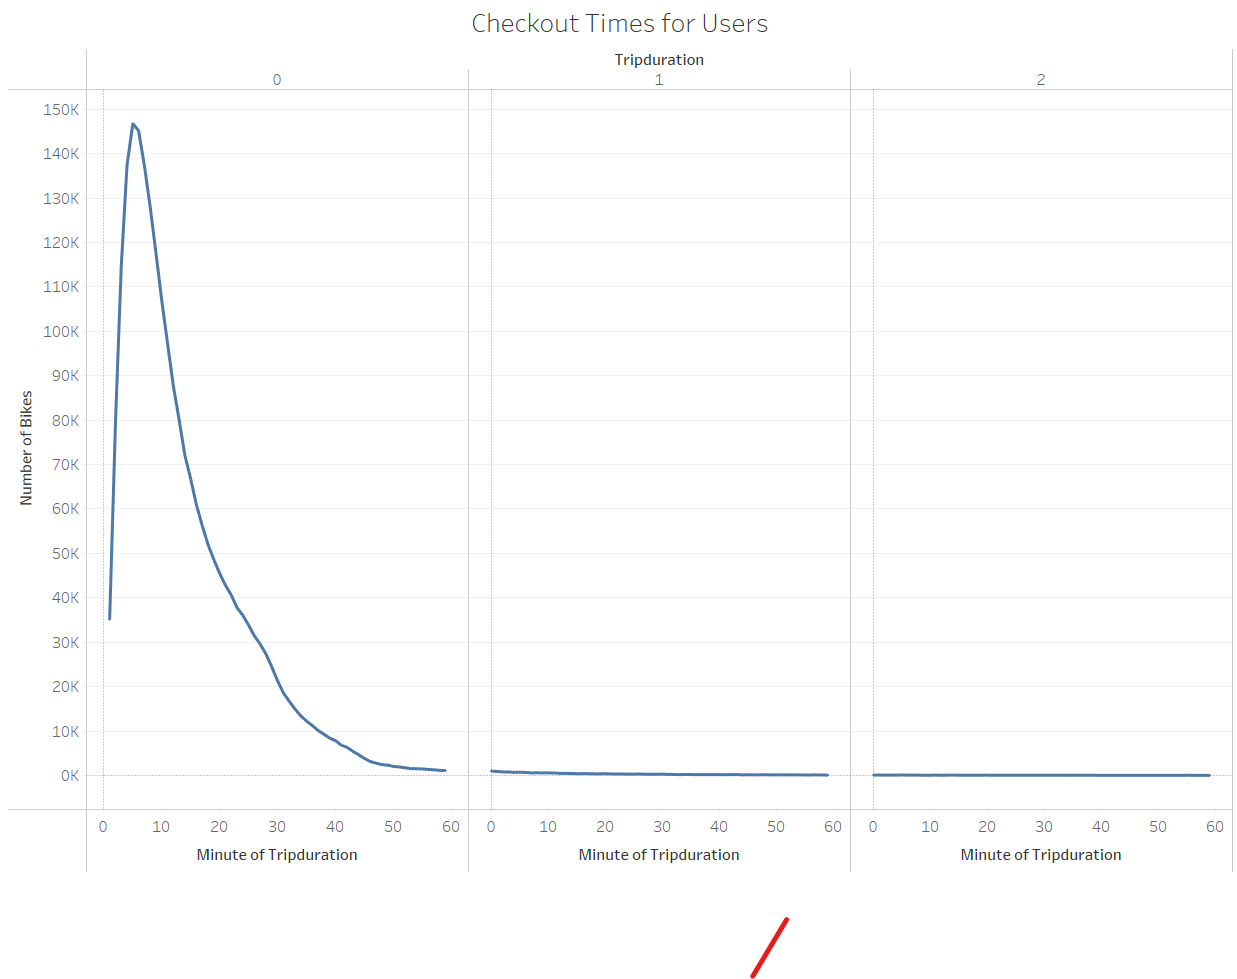 Checkout Times for Users
Tripduration
0 1 2
150K
140K
130K
120K
110K
100K
90K
80K
70K
60K
50K
40K
30K
20K
10K
0K
Number of Bikes
0 10 20 30 40 50 60 0 10 20 30 40 50 60 0 10 20 30 40 50 60
Minute of Tripduration Minute of Tripduration Minute of Tripduration